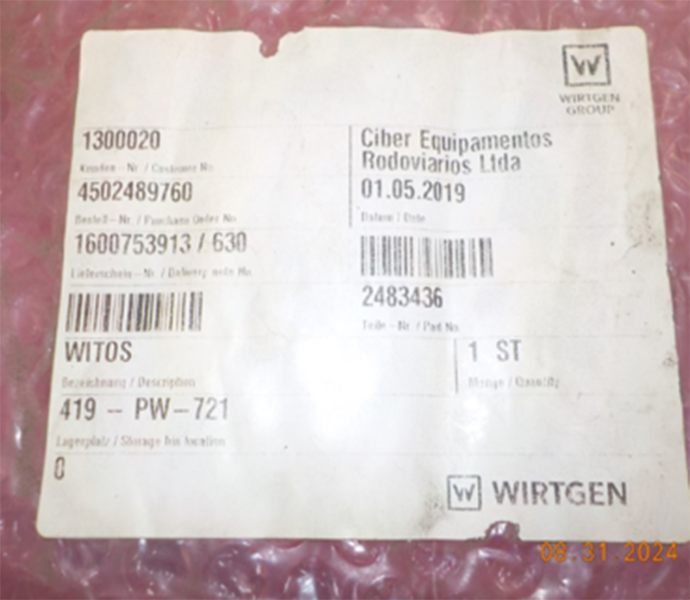 W
WIRTGEN
GROUP
1300020
Kunden - Nr. / Customer No.
Ciber Equipamentos
Rodoviarios Ltda
4502489760
Bestell - Nr. / Purchase Order No.
01.05.2019
Datum / Date
1600753913 / 630
Lieferschein - Nr. / Delivery note No.
2483436
Teile - Nr. / Part No.
WITOS
Bezeichnung / Description
1 ST
Menge / Quantity
419 - PW-721
Lagerplatz / Storage bin location
0
W WIRTGEN
08.31.2024